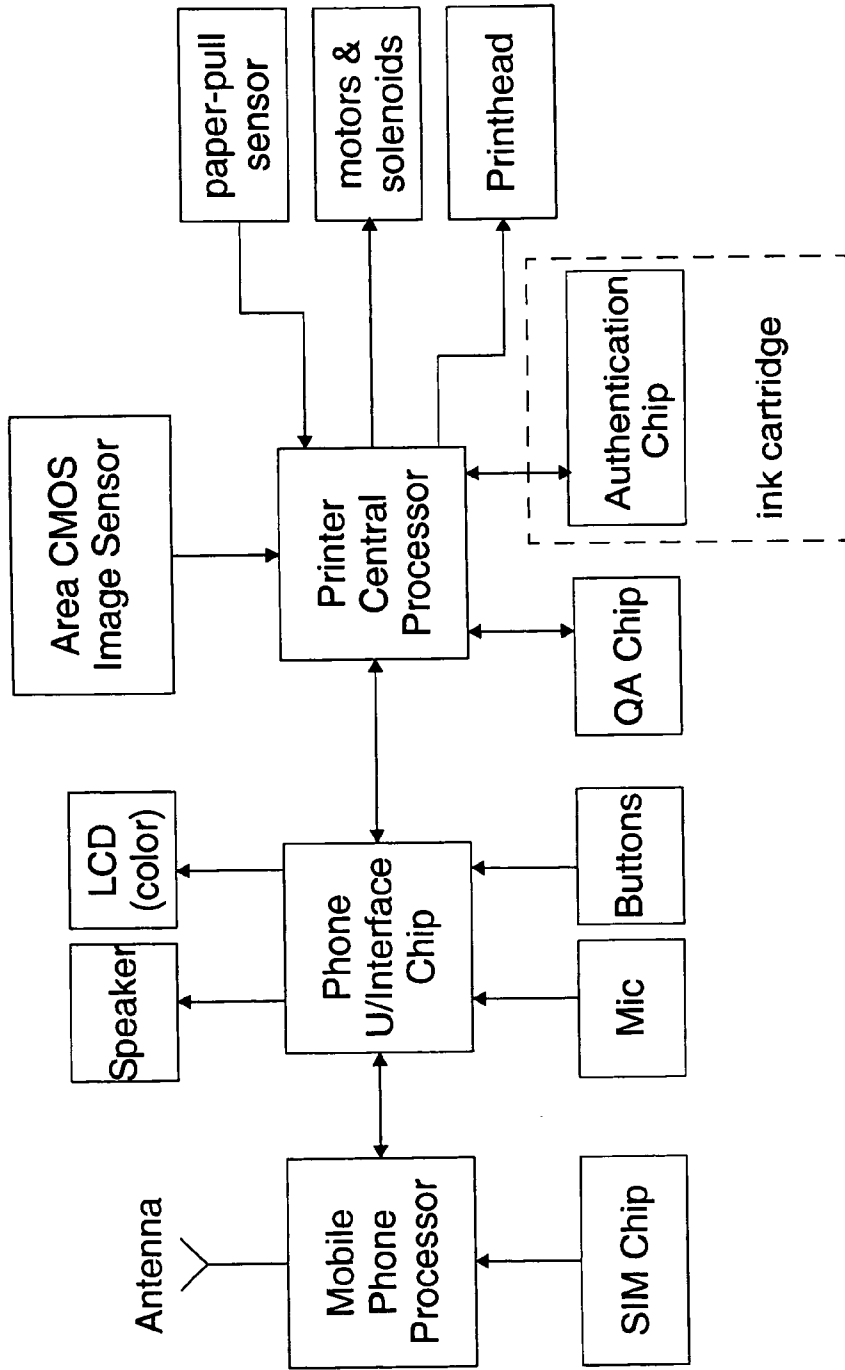 Antenna
Mobile
Phone
Processor
SIM Chip
Speaker
LCD
(color)
Phone
U/Interface
Chip
Mic
Buttons
Area CMOS
Image Sensor
Printer
Central
Processor
QA Chip
Authentication
Chip
ink cartridge
paper-pull
sensor
motors &
solenoids
Printhead